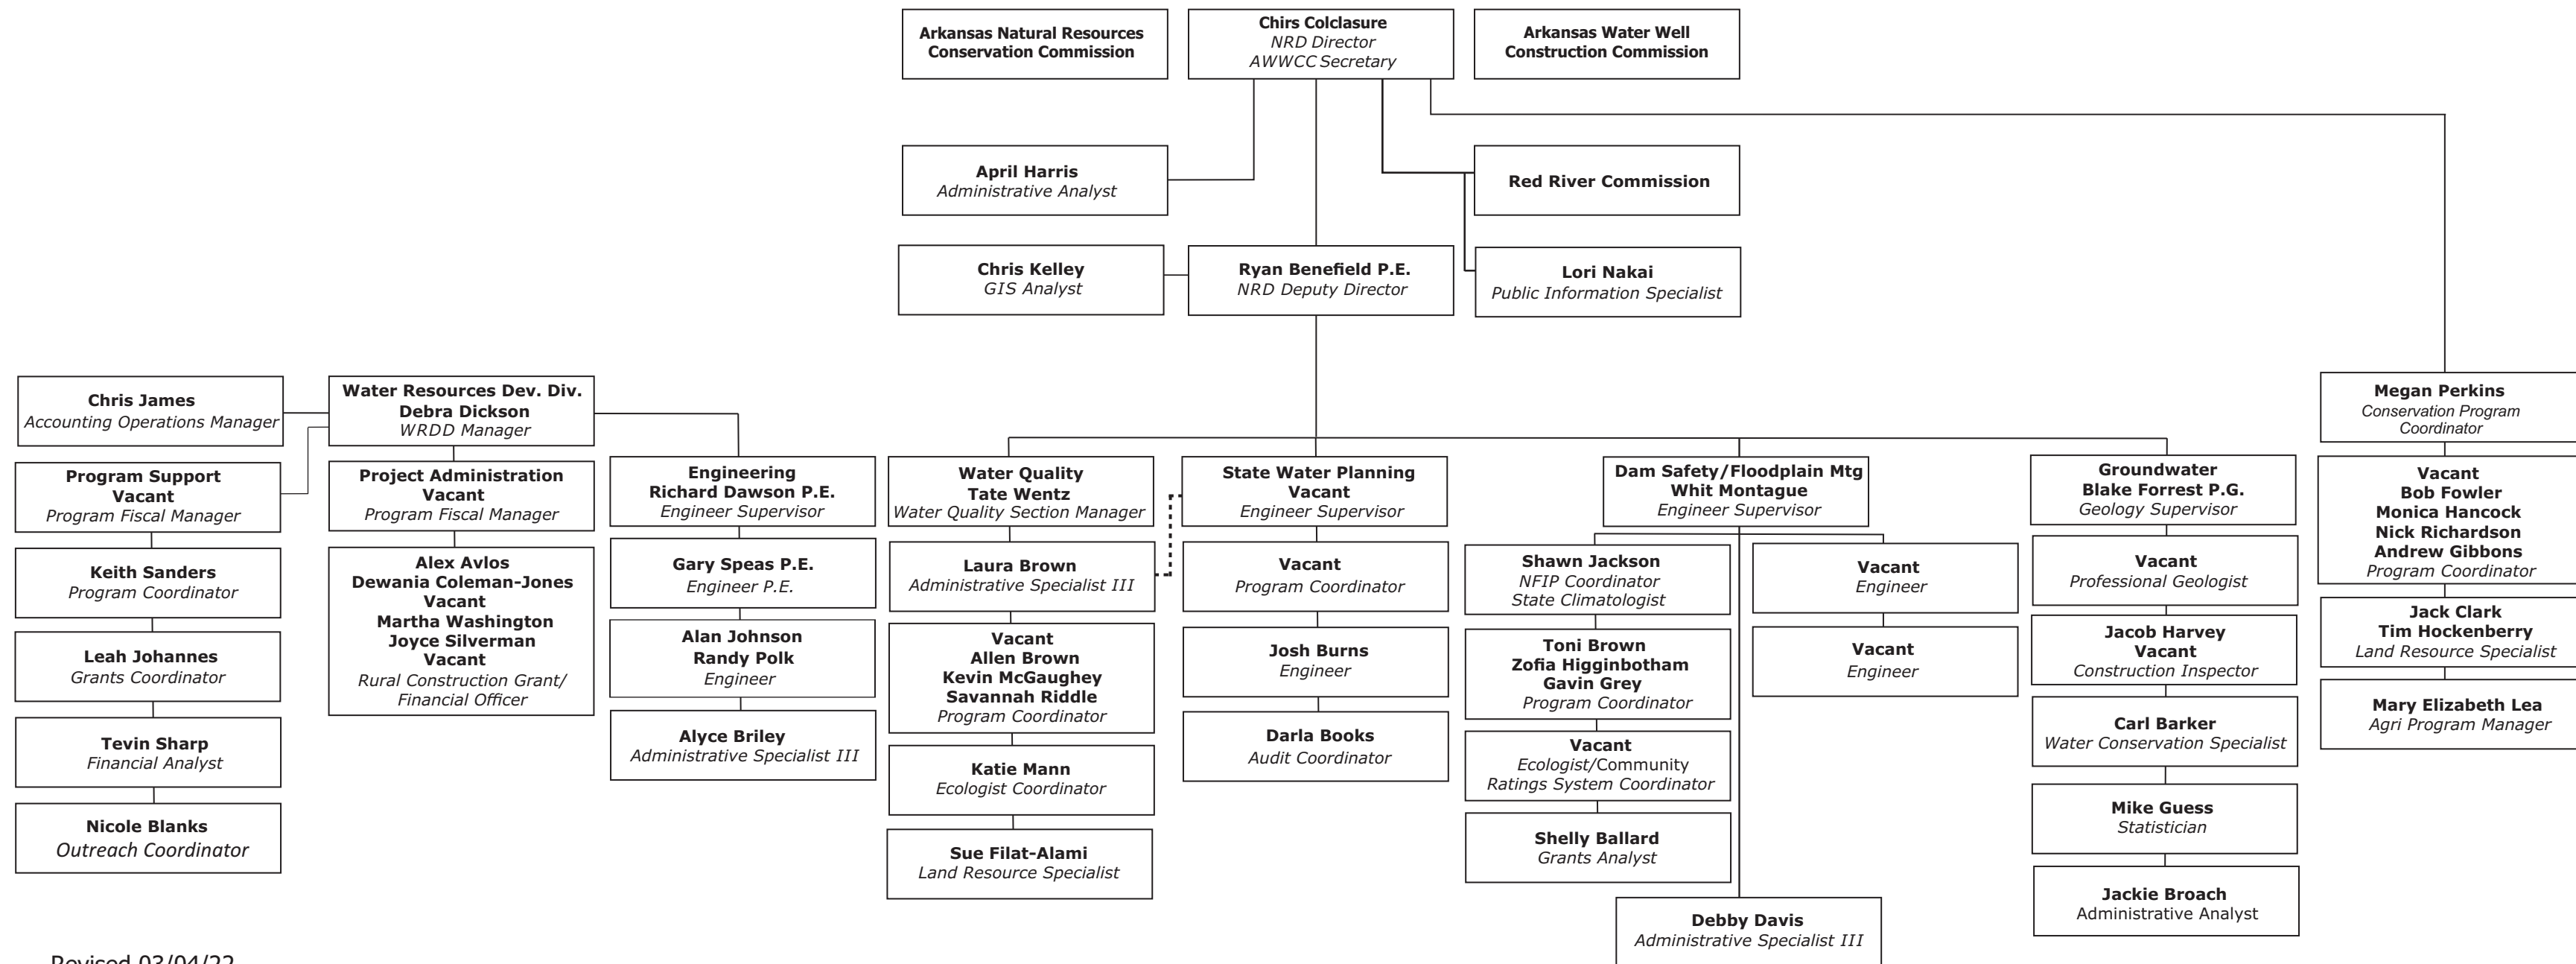 Arkansas Natural Resources
Conservation Commission
Chirs Colclasure
NRD Director
AWWCC Secretary
Arkansas Water Well
Construction Commission
April Harris
Administrative Analyst
Red River Commission
Chris Kelley
GIS Analyst
Ryan Benefield P.E.
NRD Deputy Director
Lori Nakai
Public Information Specialist
Chris James
Accounting Operations Manager
Water Resources Dev. Div.
Debra Dickson
WRDD Manager
Program Support
Vacant
Program Fiscal Manager
Keith Sanders
Program Coordinator
Leah Johannes
Grants Coordinator
Tevin Sharp
Financial Analyst
Nicole Blanks
Outreach Coordinator
Project Administration
Vacant
Program Fiscal Manager
Alex Avlos
Dewania Coleman-Jones
Vacant
Martha Washington
Joyce Silverman
Vacant
Rural Construction Grant/
Financial Officer
Engineering
Richard Dawson P.E.
Engineer Supervisor
Gary Speas P.E.
Engineer P.E.
Alan Johnson
Randy Polk
Engineer
Alyce Briley
Administrative Specialist III
Water Quality
Tate Wentz
Water Quality Section Manager
Laura Brown
Administrative Specialist III
Vacant
Allen Brown
Kevin McGaughey
Savannah Riddle
Program Coordinator
Katie Mann
Ecologist Coordinator
Sue Filat-Alami
Land Resource Specialist
State Water Planning
Vacant
Engineer Supervisor
Vacant
Program Coordinator
Josh Burns
Engineer
Darla Books
Audit Coordinator
Dam Safety/Floodplain Mtg
Whit Montague
Engineer Supervisor
Shawn Jackson
NFIP Coordinator
State Climatologist
Toni Brown
Zofia Higginbotham
Gavin Grey
Program Coordinator
Vacant
Ecologist/Community
Ratings System Coordinator
Shelly Ballard
Grants Analyst
Vacant
Engineer
Vacant
Engineer
Debby Davis
Administrative Specialist III
Groundwater
Blake Forrest P.G.
Geology Supervisor
Vacant
Professional Geologist
Jacob Harvey
Vacant
Construction Inspector
Carl Barker
Water Conservation Specialist
Mike Guess
Statistician
Jackie Broach
Administrative Analyst
Megan Perkins
Conservation Program
Coordinator
Vacant
Bob Fowler
Monica Hancock
Nick Richardson
Andrew Gibbons
Program Coordinator
Jack Clark
Tim Hockenberry
Land Resource Specialist
Mary Elizabeth Lea
Agri Program Manager
Revised 03/04/22